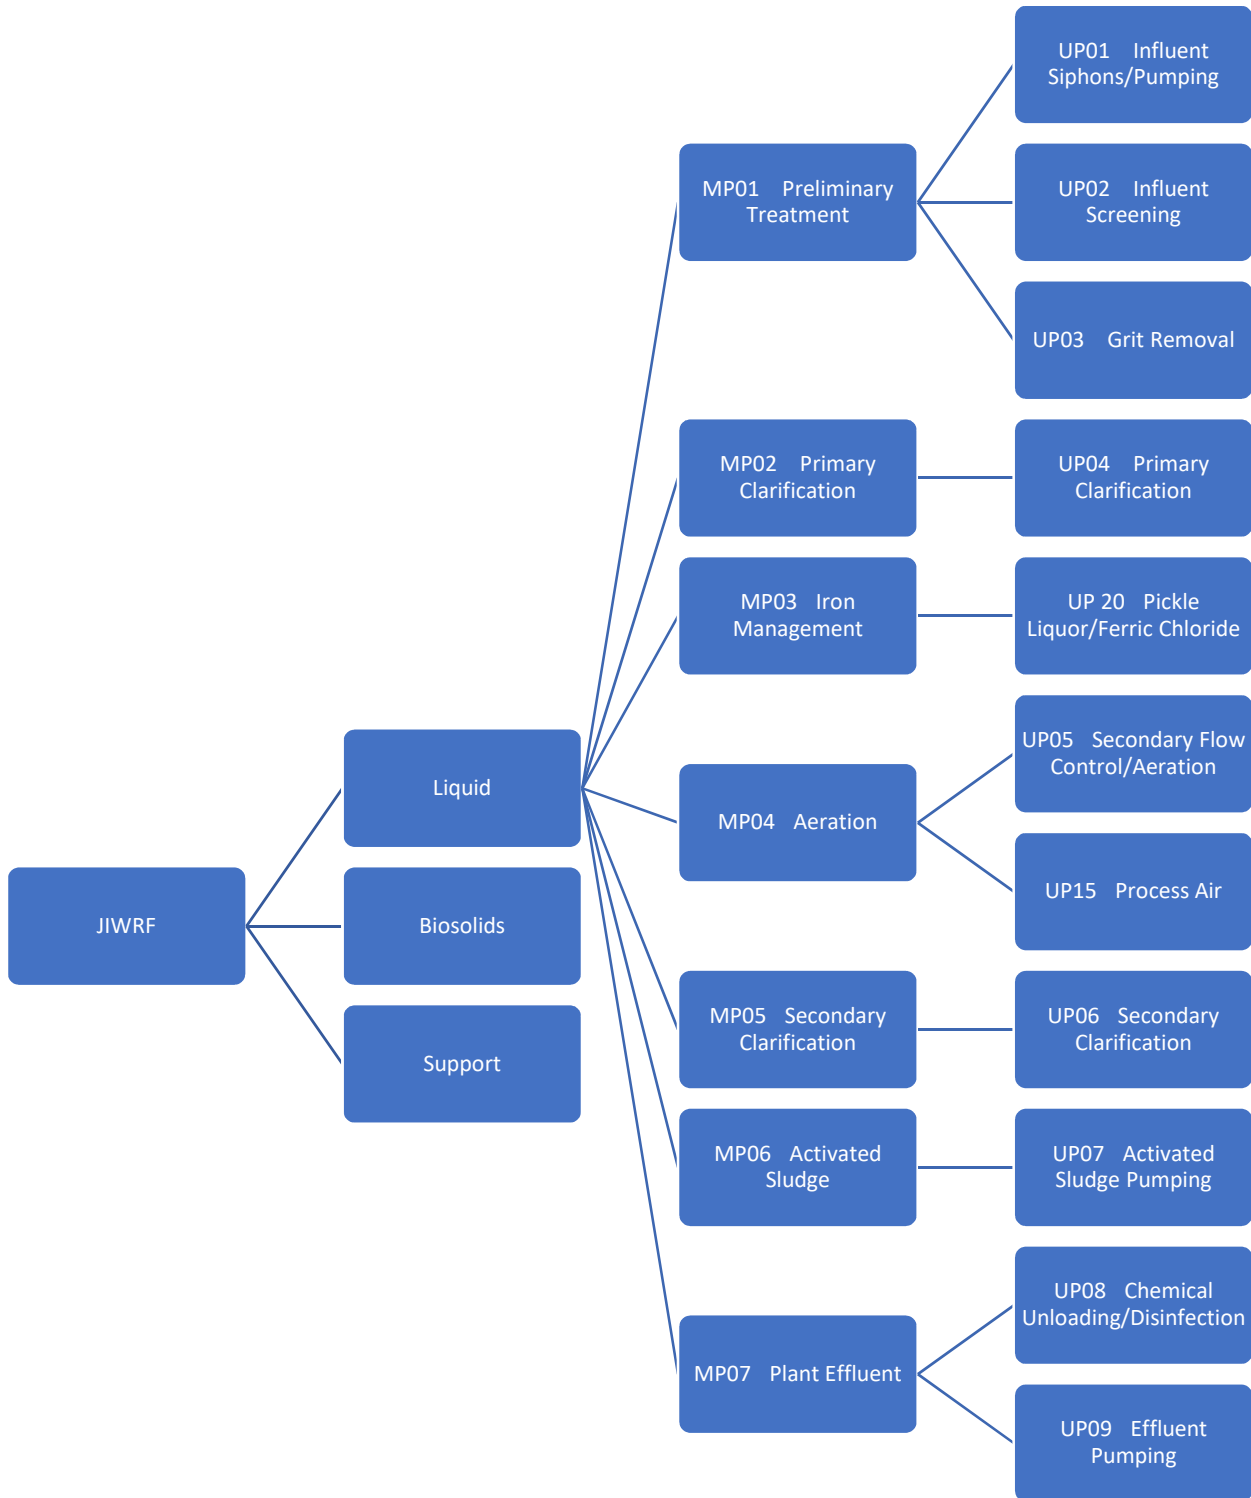 JIWRF
Liquid
Biosolids
Support
MP01 Preliminary
Treatment
UP01 Influent
Siphons/Pumping
UP02 Influent
Screening
UP03 Grit Removal
MP02 Primary
Clarification
UP04 Primary
Clarification
MP03 Iron
Management
UP 20 Pickle
Liquor/Ferric Chloride
MP04 Aeration
UP05 Secondary Flow
Control/Aeration
UP15 Process Air
MP05 Secondary
Clarification
UP06 Secondary
Clarification
MP06 Activated
Sludge
UP07 Activated
Sludge Pumping
MP07 Plant Effluent
UP08 Chemical
Unloading/Disinfection
UP09 Effluent
Pumping